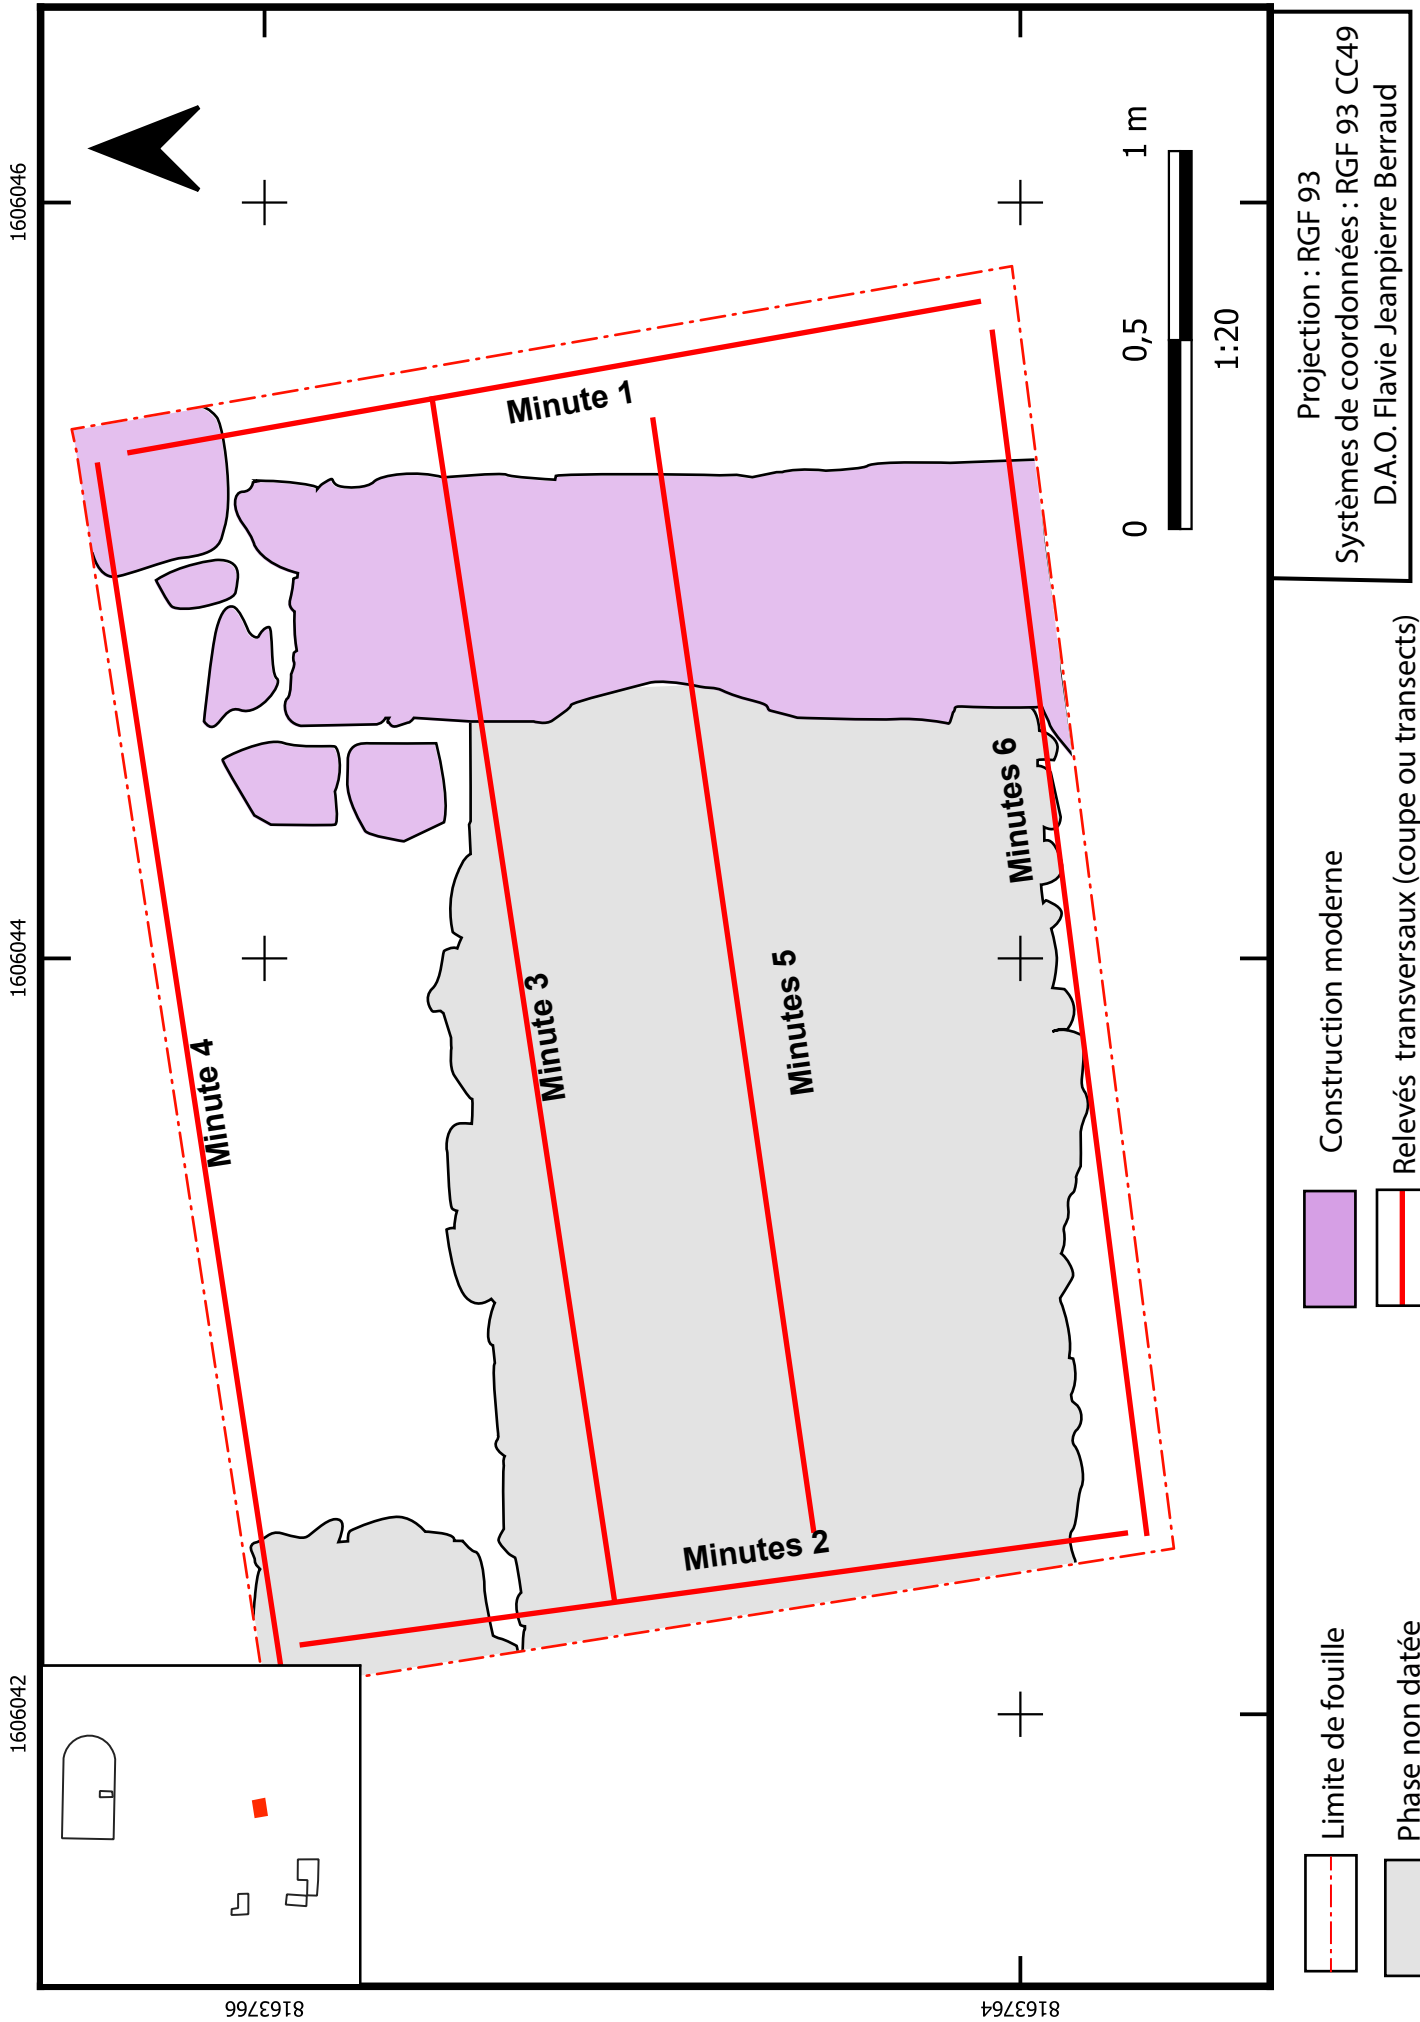 1606042
1606044
1606046
8163766
8163764
Minute 4
Minute 3
Minute 1
Minutes 5
Minutes 2
Minutes 6
0
0,5
1 m
1:20
Limite de fouille
Phase non datée
Construction moderne
Relevés transversaux (coupe ou transects)
Projection : RGF 93
Systèmes de coordonnées : RGF 93 CC49
D.A.O. Flavie Jeanpierre Berraud